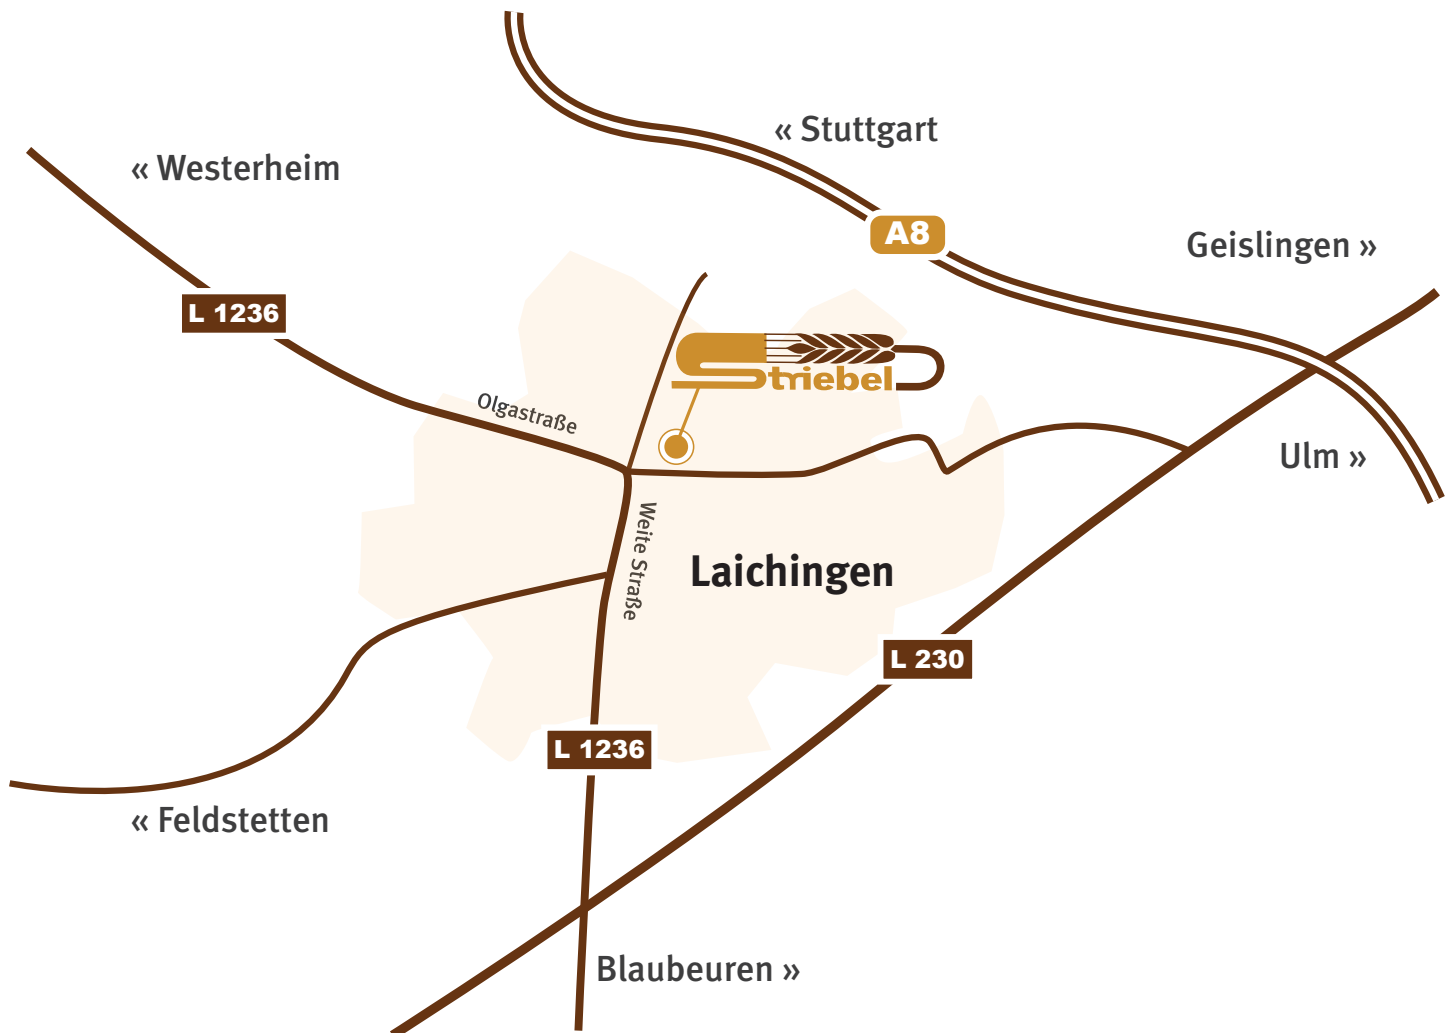 « Stuttgart
« Westerheim
A8
Geislingen »
L 1236
Striebel
Olgastraße
Ulm »
Weite Straße
Laichingen
L 230
L 1236
« Feldstetten
Blaubeuren »